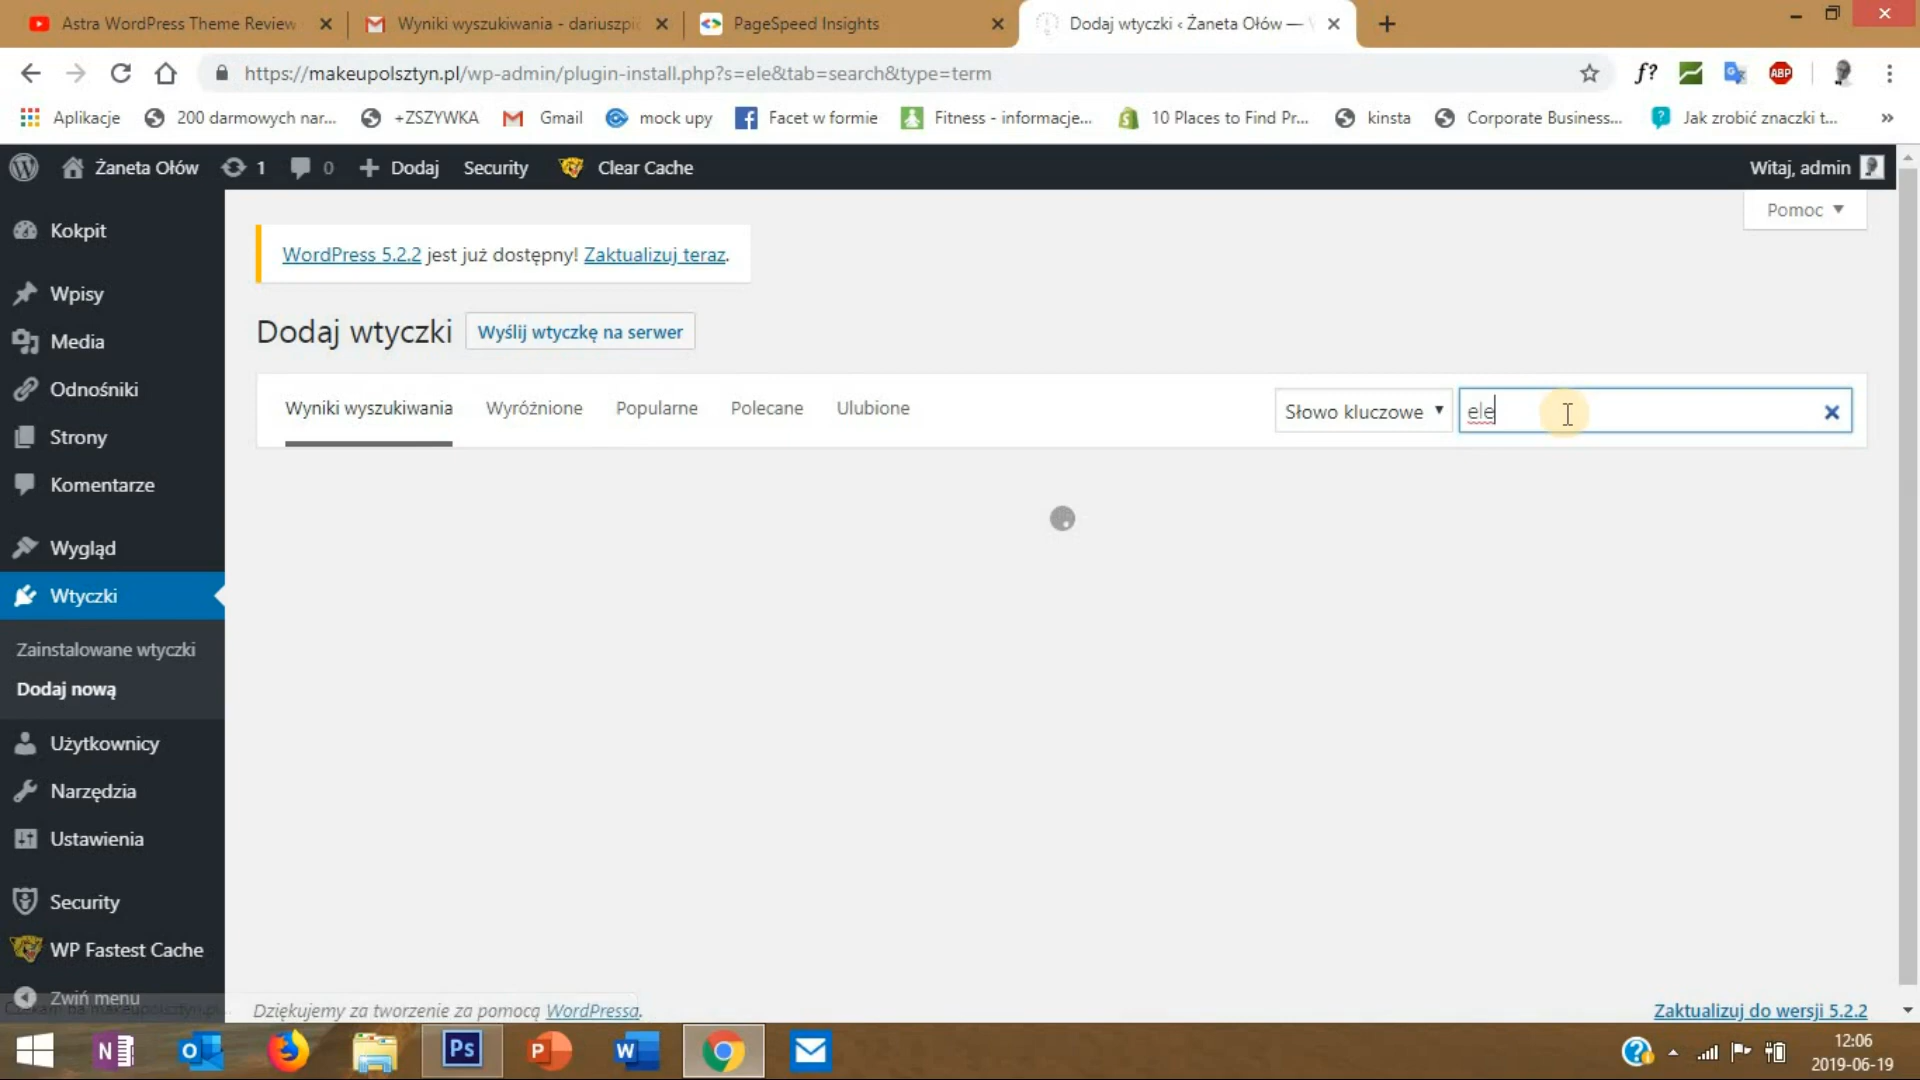 Astra WordPress Theme Review
Wyniki wyszukiwania - dariuszpi
PageSpeed Insights
Dodaj wtyczki ‹ Żaneta Ołów —
https://makeupolsztyn.pl/wp-admin/plugin-install.php?s=ele&tab=search&type=term
f?
ABP
Aplikacje
200 darmowych nar...
+ZSZYWKA
Gmail
mock upy
Facet w formie
Fitness - informacje...
10 Places to Find Pr...
kinsta
Corporate Business...
Jak zrobić znaczki t...
»
Żaneta Ołów
1
0
Dodaj
Security
Clear Cache
Witaj, admin
Pomoc
Kokpit
Wpisy
Media
Odnośniki
Strony
Komentarze
Wygląd
Wtyczki
Zainstalowane wtyczki
Dodaj nową
Użytkownicy
Narzędzia
Ustawienia
Security
WP Fastest Cache
Zwiń menu
WordPress 5.2.2 jest już dostępny! Zaktualizuj teraz.
Dodaj wtyczki
Wyślij wtyczkę na serwer
Wyniki wyszukiwania
Wyróżnione
Popularne
Polecane
Ulubione
Słowo kluczowe
ele
Dziękujemy za tworzenie za pomocą WordPressa.
Zaktualizuj do wersji 5.2.2
Ps
12:06
2019-06-19